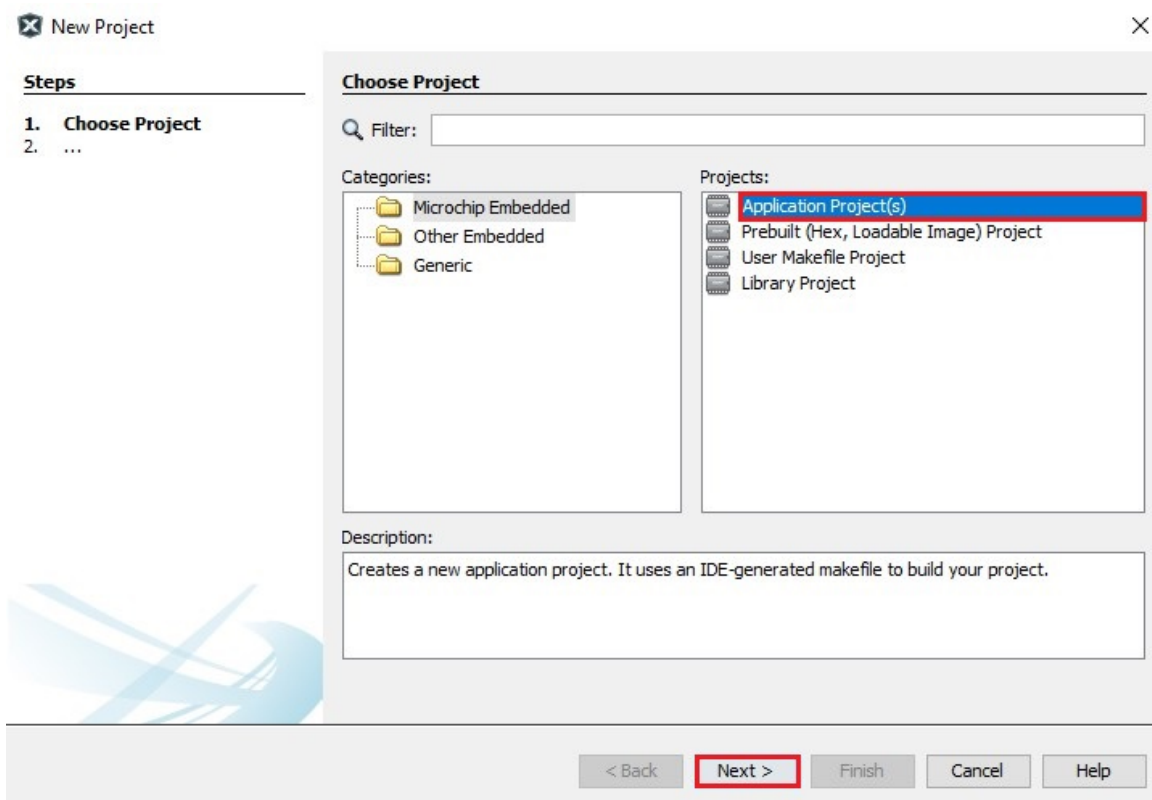 New Project
Steps
1. Choose Project
2. ...
Choose Project
Filter:
Categories:
Microchip Embedded
Other Embedded
Generic
Projects:
Application Project(s)
Prebuilt (Hex, Loadable Image) Project
User Makefile Project
Library Project
Description:
Creates a new application project. It uses an IDE-generated makefile to build your project.
< Back Next > Finish Cancel Help